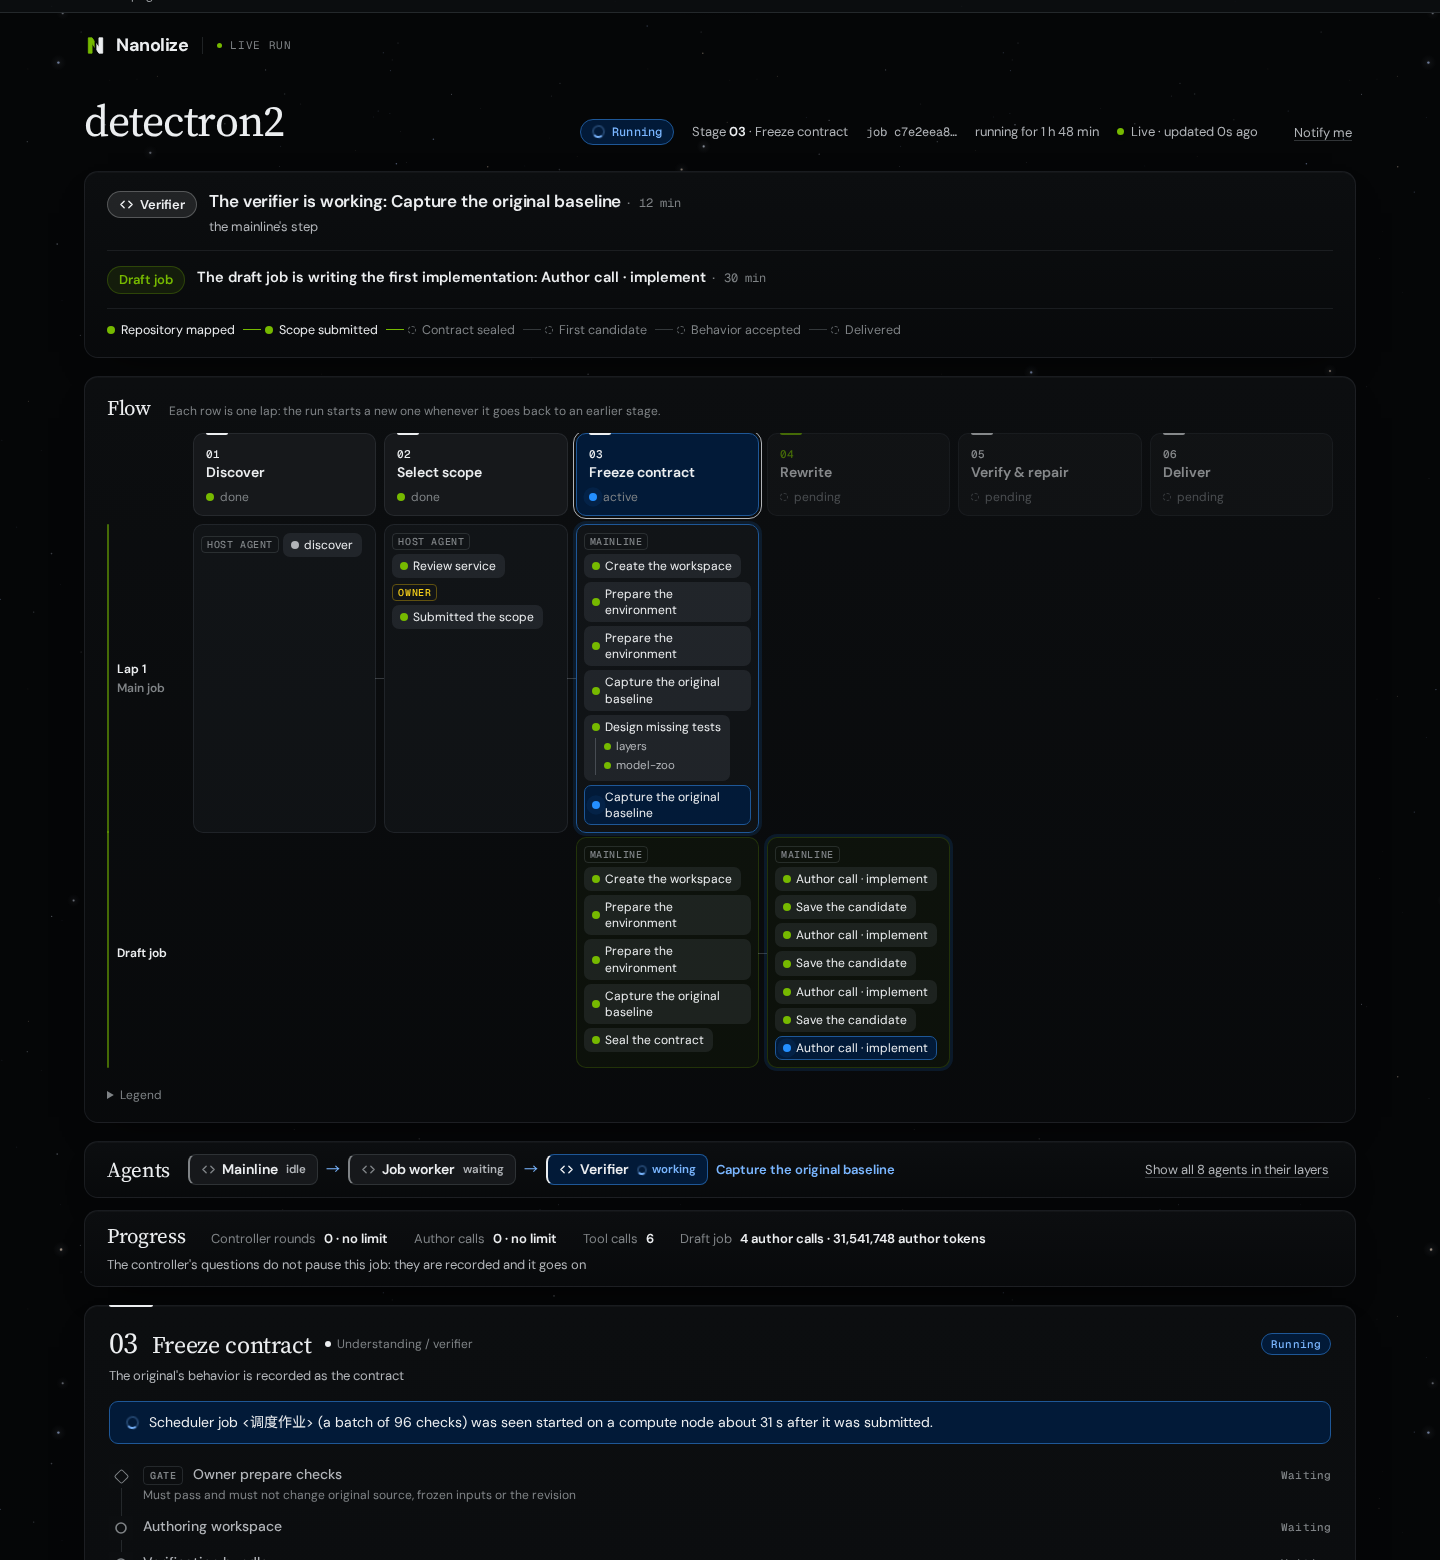 Nanolize
LIVE RUN
detectron2
Running
Stage 03 · Freeze contract
job c7e2eea8…
running for 1 h 48 min
Live · updated 0s ago
Notify me
Verifier
The verifier is working: Capture the original baseline · 12 min
the mainline's step
Draft job
The draft job is writing the first implementation: Author call · implement · 30 min
Repository mapped
Scope submitted
Contract sealed
First candidate
Behavior accepted
Delivered
Flow
Each row is one lap: the run starts a new one whenever it goes back to an earlier stage.
01
Discover
done
02
Select scope
done
03
Freeze contract
active
04
Rewrite
pending
05
Verify & repair
pending
06
Deliver
pending
Lap 1
Main job
HOST AGENT
discover
HOST AGENT
Review service
OWNER
Submitted the scope
MAINLINE
Create the workspace
Prepare the
environment
Prepare the
environment
Capture the original
baseline
Design missing tests
layers
model-zoo
Capture the original
baseline
Draft job
MAINLINE
Create the workspace
Prepare the
environment
Prepare the
environment
Capture the original
baseline
Seal the contract
MAINLINE
Author call · implement
Save the candidate
Author call · implement
Save the candidate
Author call · implement
Save the candidate
Author call · implement
Legend
Agents
Mainline idle
→
Job worker waiting
→
Verifier working
Capture the original baseline
Show all 8 agents in their layers
Progress
Controller rounds 0 · no limit
Author calls 0 · no limit
Tool calls 6
Draft job 4 author calls · 31,541,748 author tokens
The controller's questions do not pause this job: they are recorded and it goes on
03 Freeze contract
Understanding / verifier
Running
The original's behavior is recorded as the contract
Scheduler job <调度作业> (a batch of 96 checks) was seen started on a compute node about 31 s after it was submitted.
GATE Owner prepare checks
Waiting
Must pass and must not change original source, frozen inputs or the revision
Authoring workspace
Waiting